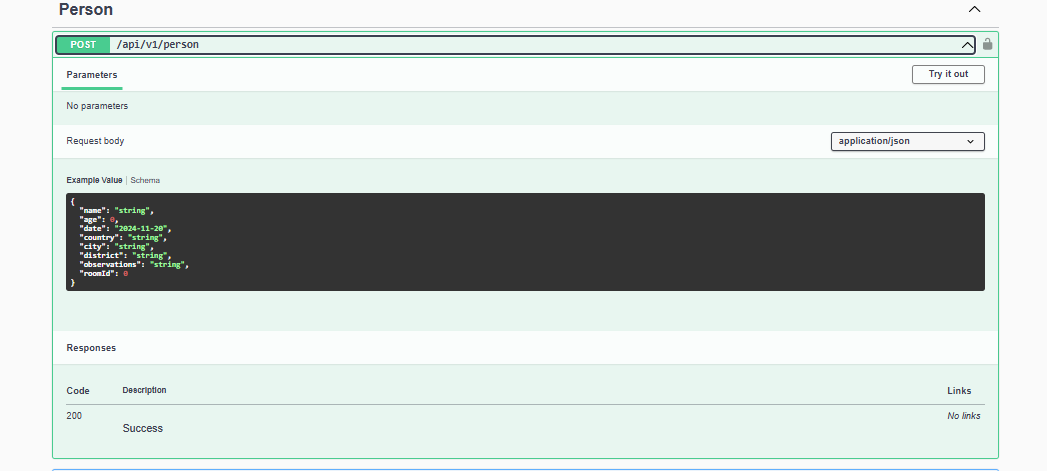 Person
POST /api/v1/person
Parameters
Try it out
No parameters
Request body
application/json
Example Value | Schema
{
"name": "string",
"age": 0,
"date": "2024-11-20",
"country": "string",
"city": "string",
"district": "string",
"observations": "string",
"roomId": 0
}
Responses
Code Description Links
200 Success No links